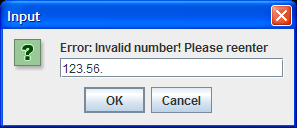 Input
?
Error: Invalid number! Please reenter
123.56.
OK
Cancel